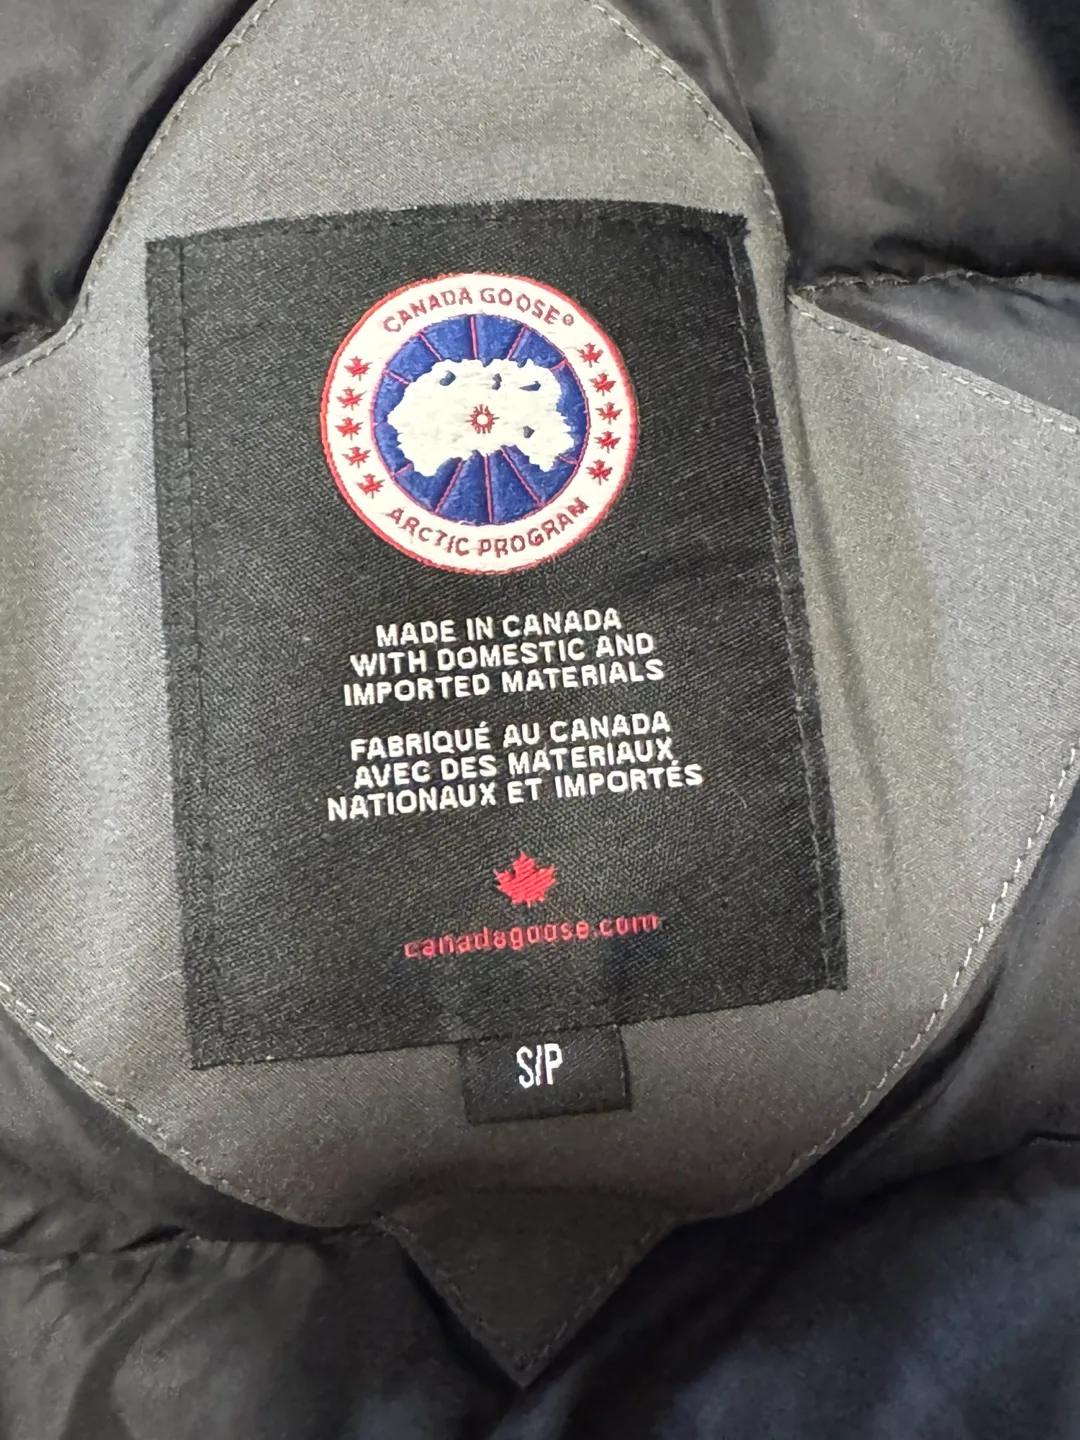 CANADA GOOSE®
ARCTIC PROGRAM
MADE IN CANADA
WITH DOMESTIC AND
IMPORTED MATERIALS
FABRIQUÉ AU CANADA
AVEC DES MATÉRIAUX
NATIONAUX ET IMPORTÉS
canadagoose.com
S/P